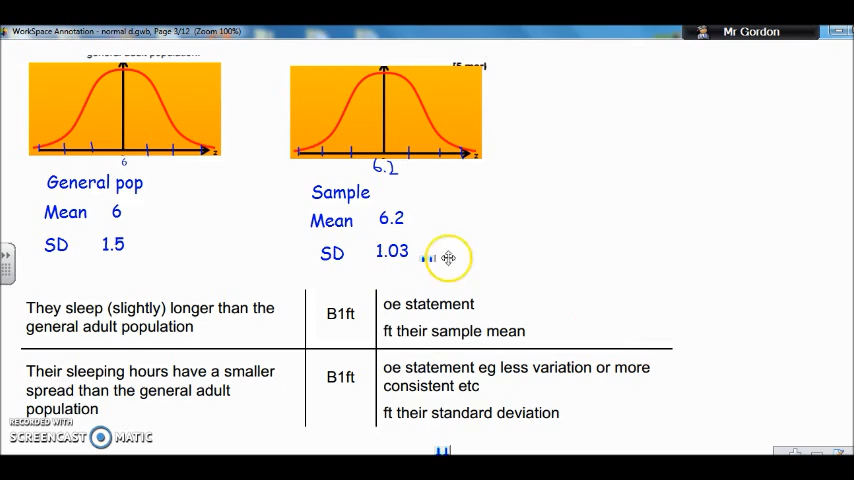 WorkSpace Annotation - normal d.gwb, Page 3/12 (Zoom 100%)
Mr Gordon
general adult population.
z
6
z
6.2
General pop
Mean 6
SD 1.5
Sample
Mean 6.2
SD 1.03
They sleep (slightly) longer than the
general adult population
B1ft
oe statement
ft their sample mean
Their sleeping hours have a smaller
spread than the general adult
population
B1ft
oe statement eg less variation or more
consistent etc
ft their standard deviation
RECORDED WITH
SCREENCAST MATIC